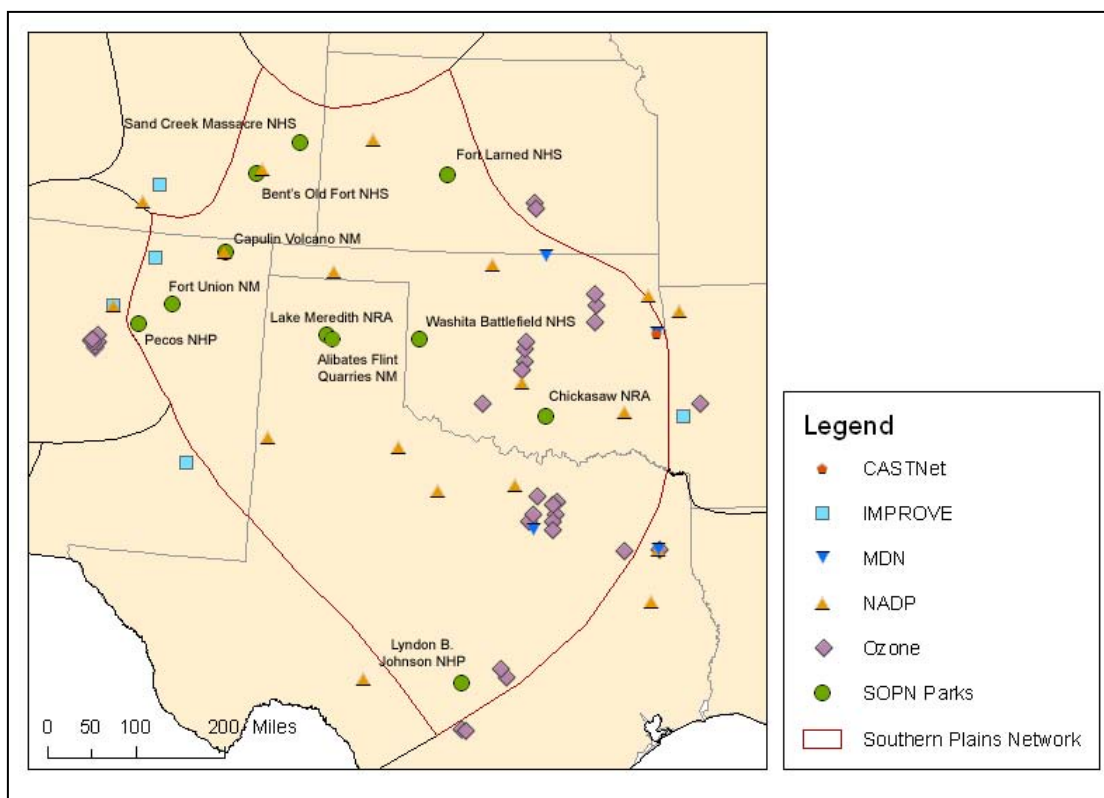 Sand Creek Massacre NHS
Fort Larned NHS
Bent's Old Fort NHS
Capulin Volcano NM
Fort Union NM
Lake Meredith NRA
Washita Battlefield NHS
Pecos NHP
Alibates Flint
Quarries NM
Chickasaw NRA
Lyndon B.
Johnson NHP
0 50 100 200 Miles
Legend
CASTNet
IMPROVE
MDN
NADP
Ozone
SOPN Parks
Southern Plains Network